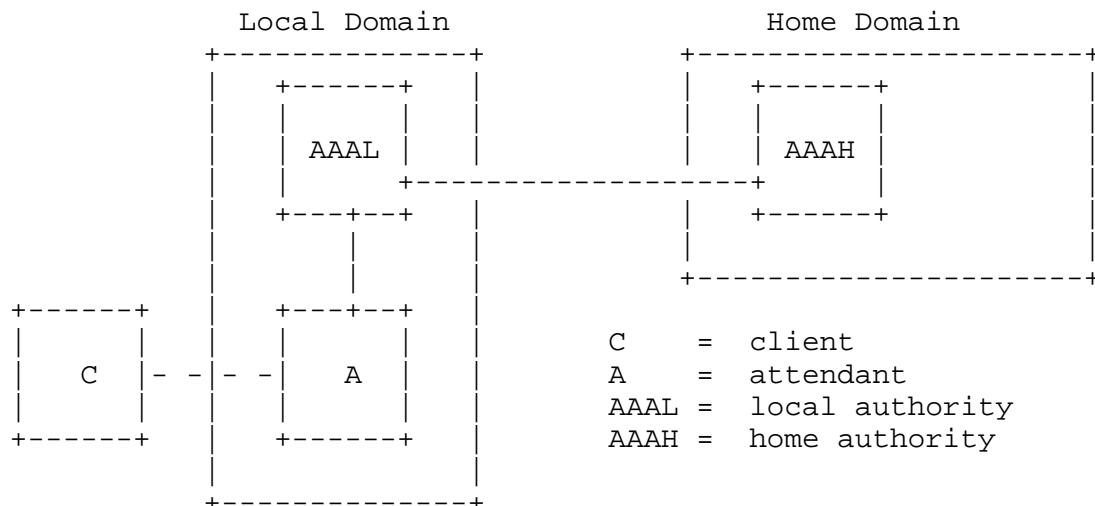 Local Domain Home Domain
AAAL AAAH
C = client
C A A = attendant
AAAL = local authority
AAAH = home authority